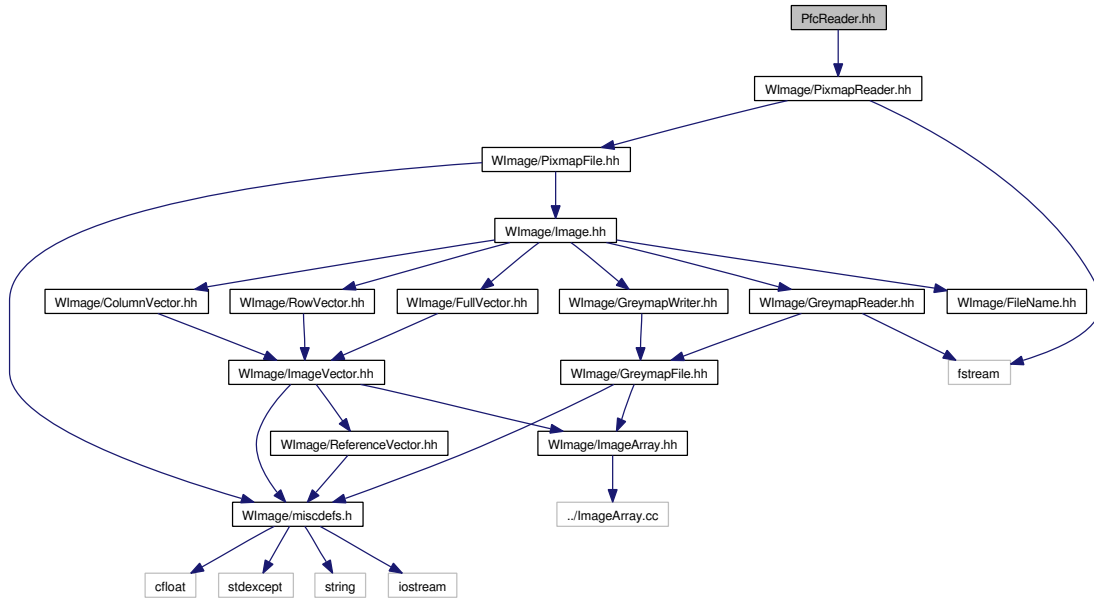 PfcReader.hh
WImage/PixmapReader.hh
WImage/PixmapFile.hh
WImage/Image.hh
WImage/ColumnVector.hh
WImage/RowVector.hh
WImage/FullVector.hh
WImage/GreymapWriter.hh
WImage/GreymapReader.hh
WImage/FileName.hh
WImage/ImageVector.hh
WImage/GreymapFile.hh
fstream
WImage/ReferenceVector.hh
WImage/ImageArray.hh
WImage/miscdefs.h
../ImageArray.cc
cfloat
stdexcept
string
iostream